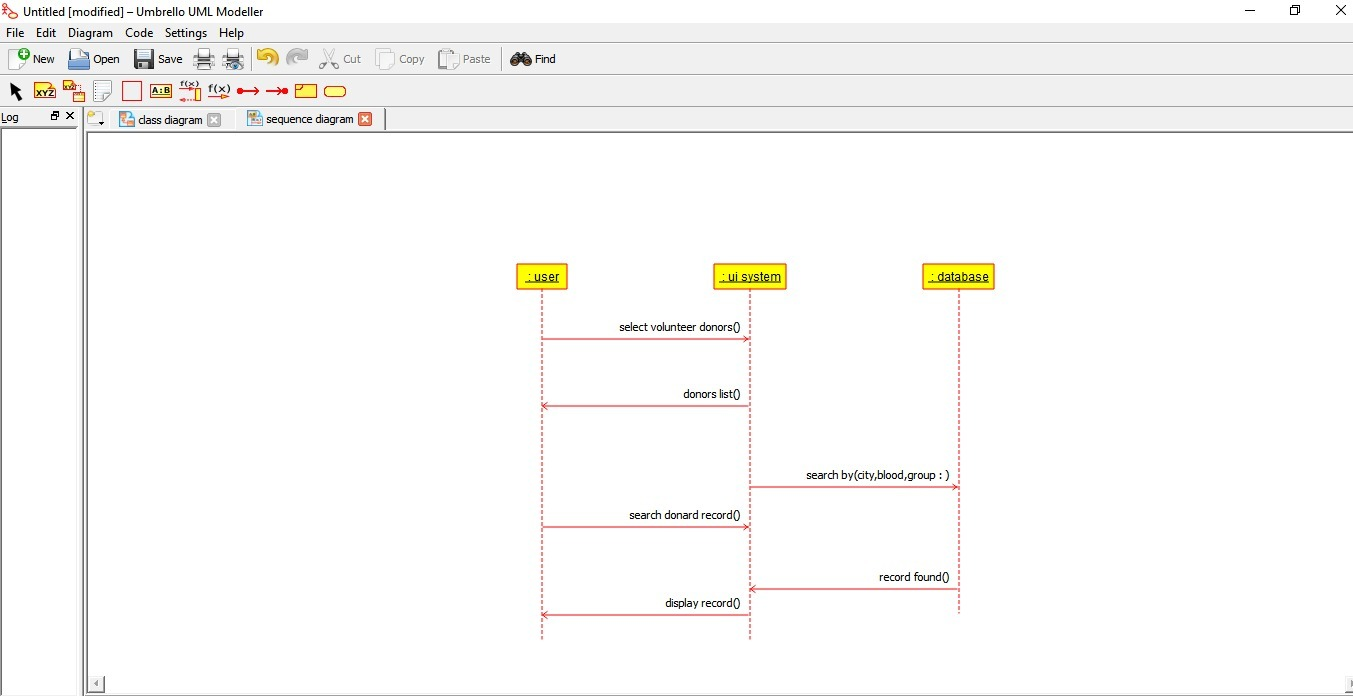 Untitled [modified] – Umbrello UML Modeller
File Edit Diagram Code Settings Help
New Open Save Cut Copy Paste Find
XYZ XYZ A:B f(x) f(x)
Log
class diagram sequence diagram
: user : ui system : database
select volunteer donors()
donors list()
search by(city,blood,group : )
search donard record()
record found()
display record()